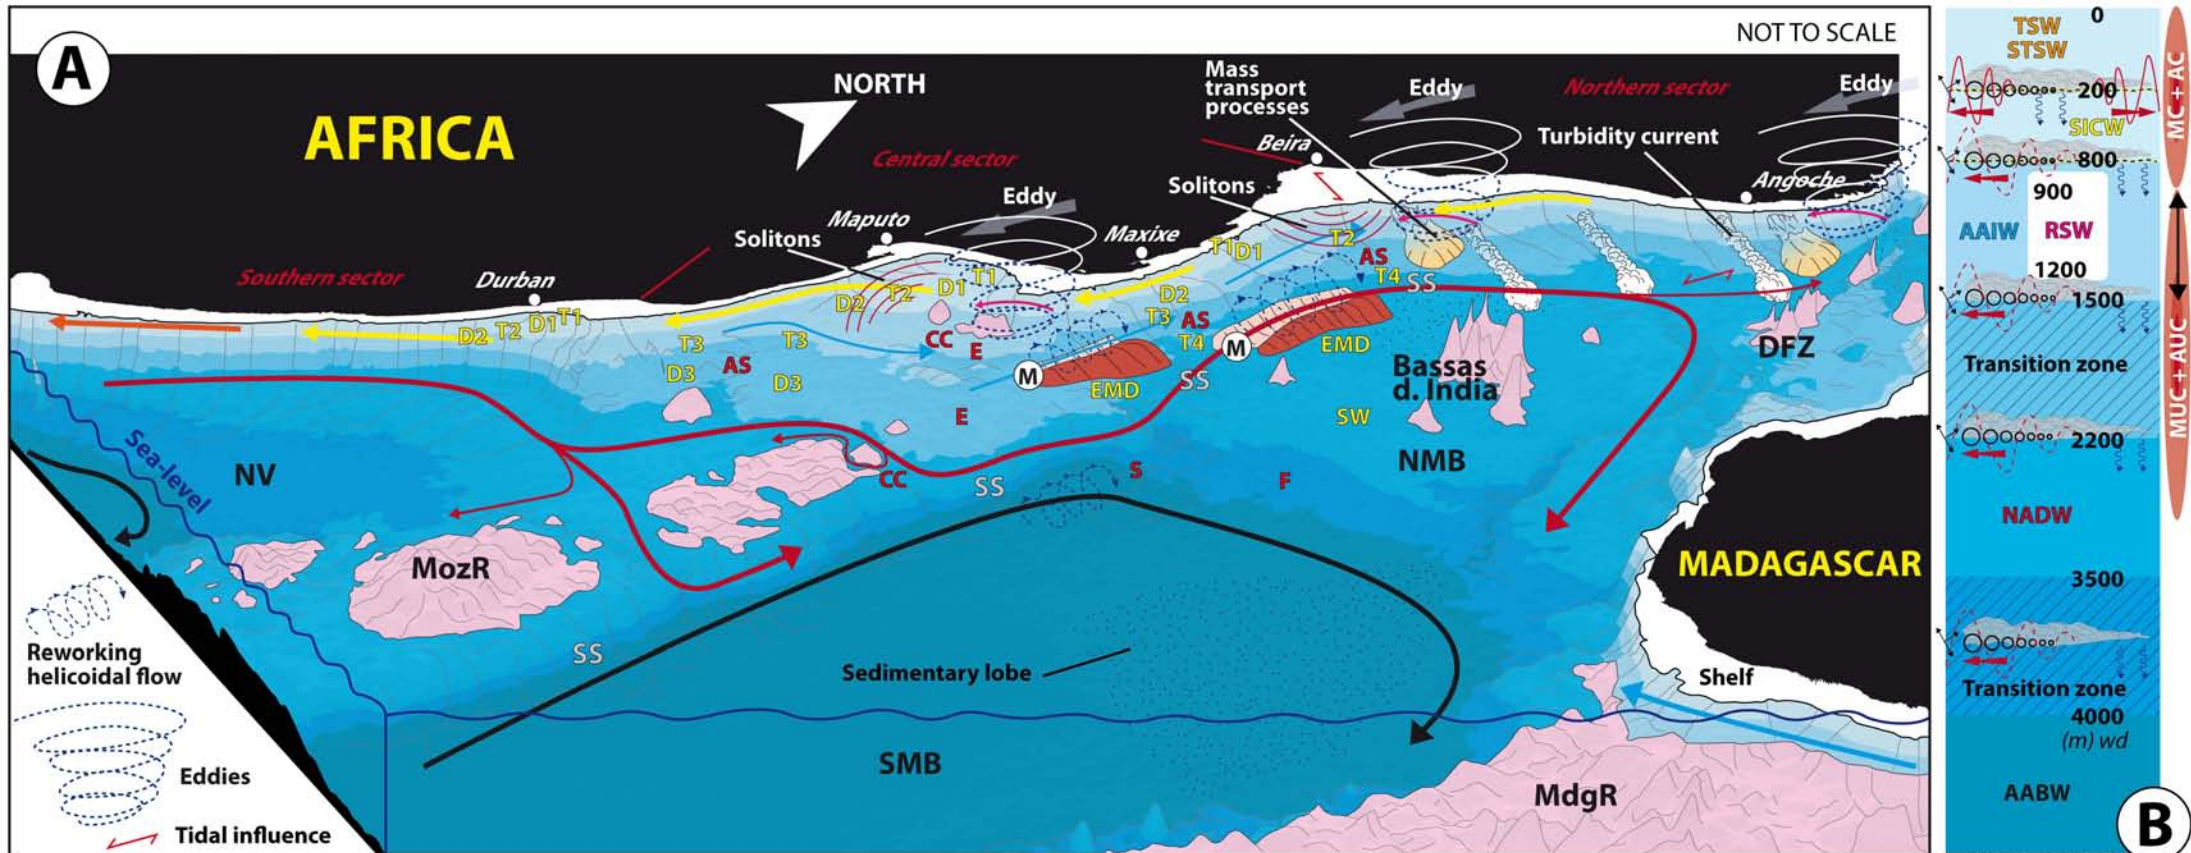 A
NOT TO SCALE
AFRICA
NORTH
Mass
transport
processes
Eddy
Northern sector
Eddy
Turbidity current
Beira
Central sector
Solitons
Angoche
Eddy
Maputo
Maxixe
Solitons
Southern sector
Durban
T1
D1
T2
AS
T4
SS
D2
T2
D1
T1
D2
T2
D1
T1
D2
T3
AS
T4
SS
T3
D3
AS
T3
D3
CC
E
M
EMD
M
EMD
Bassas
d. India
DFZ
E
SW
NV
Sea-level
CC
SS
S
F
NMB
MozR
MADAGASCAR
SS
Sedimentary lobe
Shelf
SMB
MdgR
Reworking
helicoidal flow
Eddies
Tidal influence
TSW
STSW
0
200
SICW
800
900
AAIW
RSW
1200
1500
Transition zone
2200
NADW
3500
Transition zone
4000
(m) wd
AABW
MC + AC
MUC + AUC
B